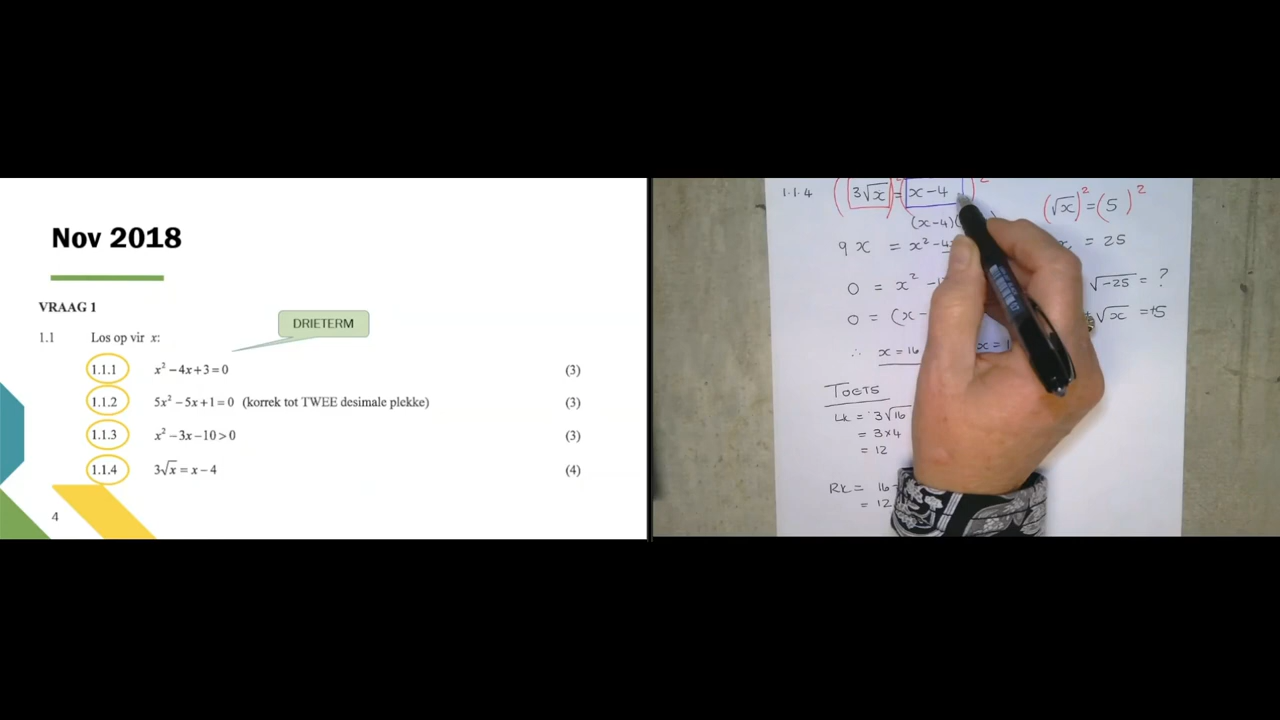 Nov 2018
VRAAG 1
DRIETERM
1.1 Los op vir x:
1.1.1 x² − 4x + 3 = 0 (3)
1.1.2 5x² − 5x + 1 = 0 (korrek tot TWEE desimale plekke) (3)
1.1.3 x² − 3x − 10 > 0 (3)
1.1.4 3√x = x − 4 (4)
4
1.1.4 (3√x)² = (x − 4)²
(x−4)(
9x = x² − 4
0 = x² −
0 = (x −
∴ x = 16 x = 1
TOETS
LK = 3√16
= 3×4
= 12
RK = 16
= 12
(√x)² = (5)²
= 25
√−25 = ?
√x = +5